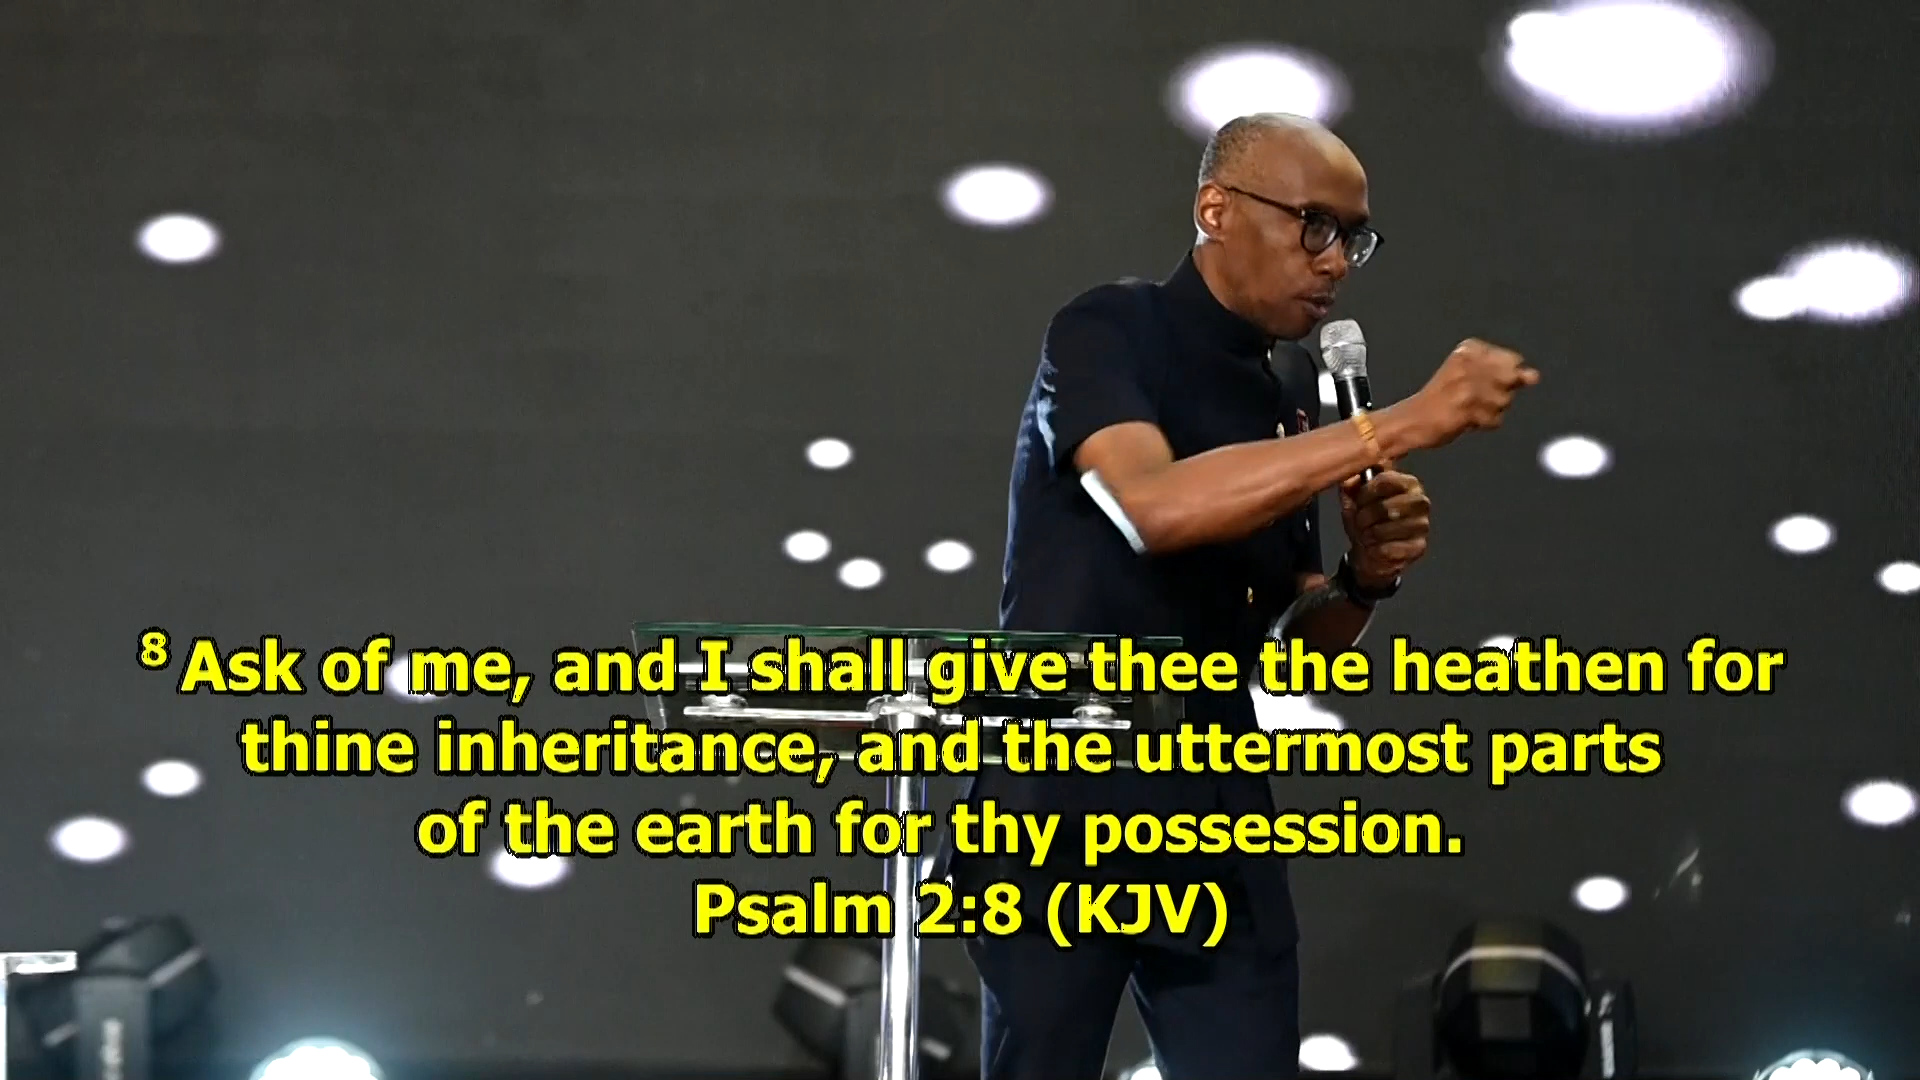 8 Ask of me, and I shall give thee the heathen for
thine inheritance, and the uttermost parts
of the earth for thy possession.
Psalm 2:8 (KJV)